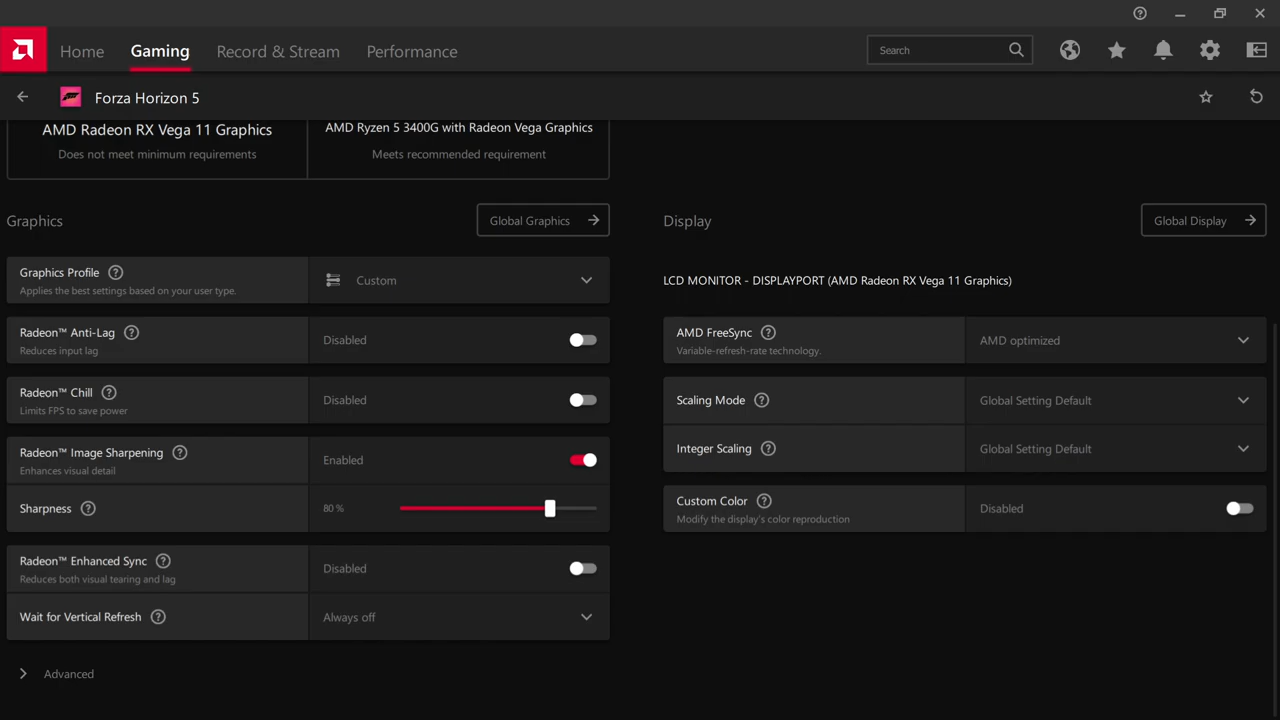 Home
Gaming
Record & Stream
Performance
Search
Forza Horizon 5
AMD Radeon RX Vega 11 Graphics
Does not meet minimum requirements
AMD Ryzen 5 3400G with Radeon Vega Graphics
Meets recommended requirement
Graphics
Global Graphics
Graphics Profile
Applies the best settings based on your user type.
Custom
Radeon™ Anti-Lag
Reduces input lag
Disabled
Radeon™ Chill
Limits FPS to save power
Disabled
Radeon™ Image Sharpening
Enhances visual detail
Enabled
Sharpness
80 %
Radeon™ Enhanced Sync
Reduces both visual tearing and lag
Disabled
Wait for Vertical Refresh
Always off
Advanced
Display
Global Display
LCD MONITOR - DISPLAYPORT (AMD Radeon RX Vega 11 Graphics)
AMD FreeSync
Variable-refresh-rate technology.
AMD optimized
Scaling Mode
Global Setting Default
Integer Scaling
Global Setting Default
Custom Color
Modify the display's color reproduction
Disabled